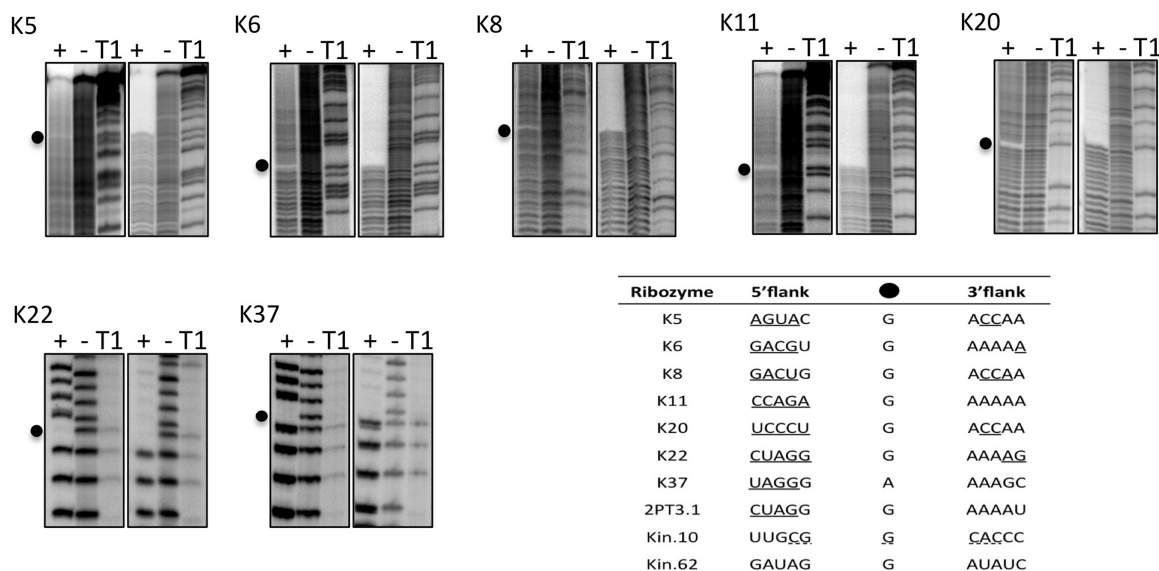 K5 K6 K8 K11 K20
+ - T1 + - T1 + - T1 + - T1 + - T1 + - T1 + - T1 + - T1 + - T1 + - T1
K22 K37
+ - T1 + - T1 + - T1 + - T1
Ribozyme 5'flank ● 3'flank
K5 AGUAC G ACCAA
K6 GACGU G AAAAA
K8 GACUG G ACCAA
K11 CCAGA G AAAAA
K20 UCCCU G ACCAA
K22 CUAGG G AAAAG
K37 UAGGG A AAAGC
2PT3.1 CUAGG G AAAAU
Kin.10 UUGCG G CACCC
Kin.62 GAUAG G AUAUC